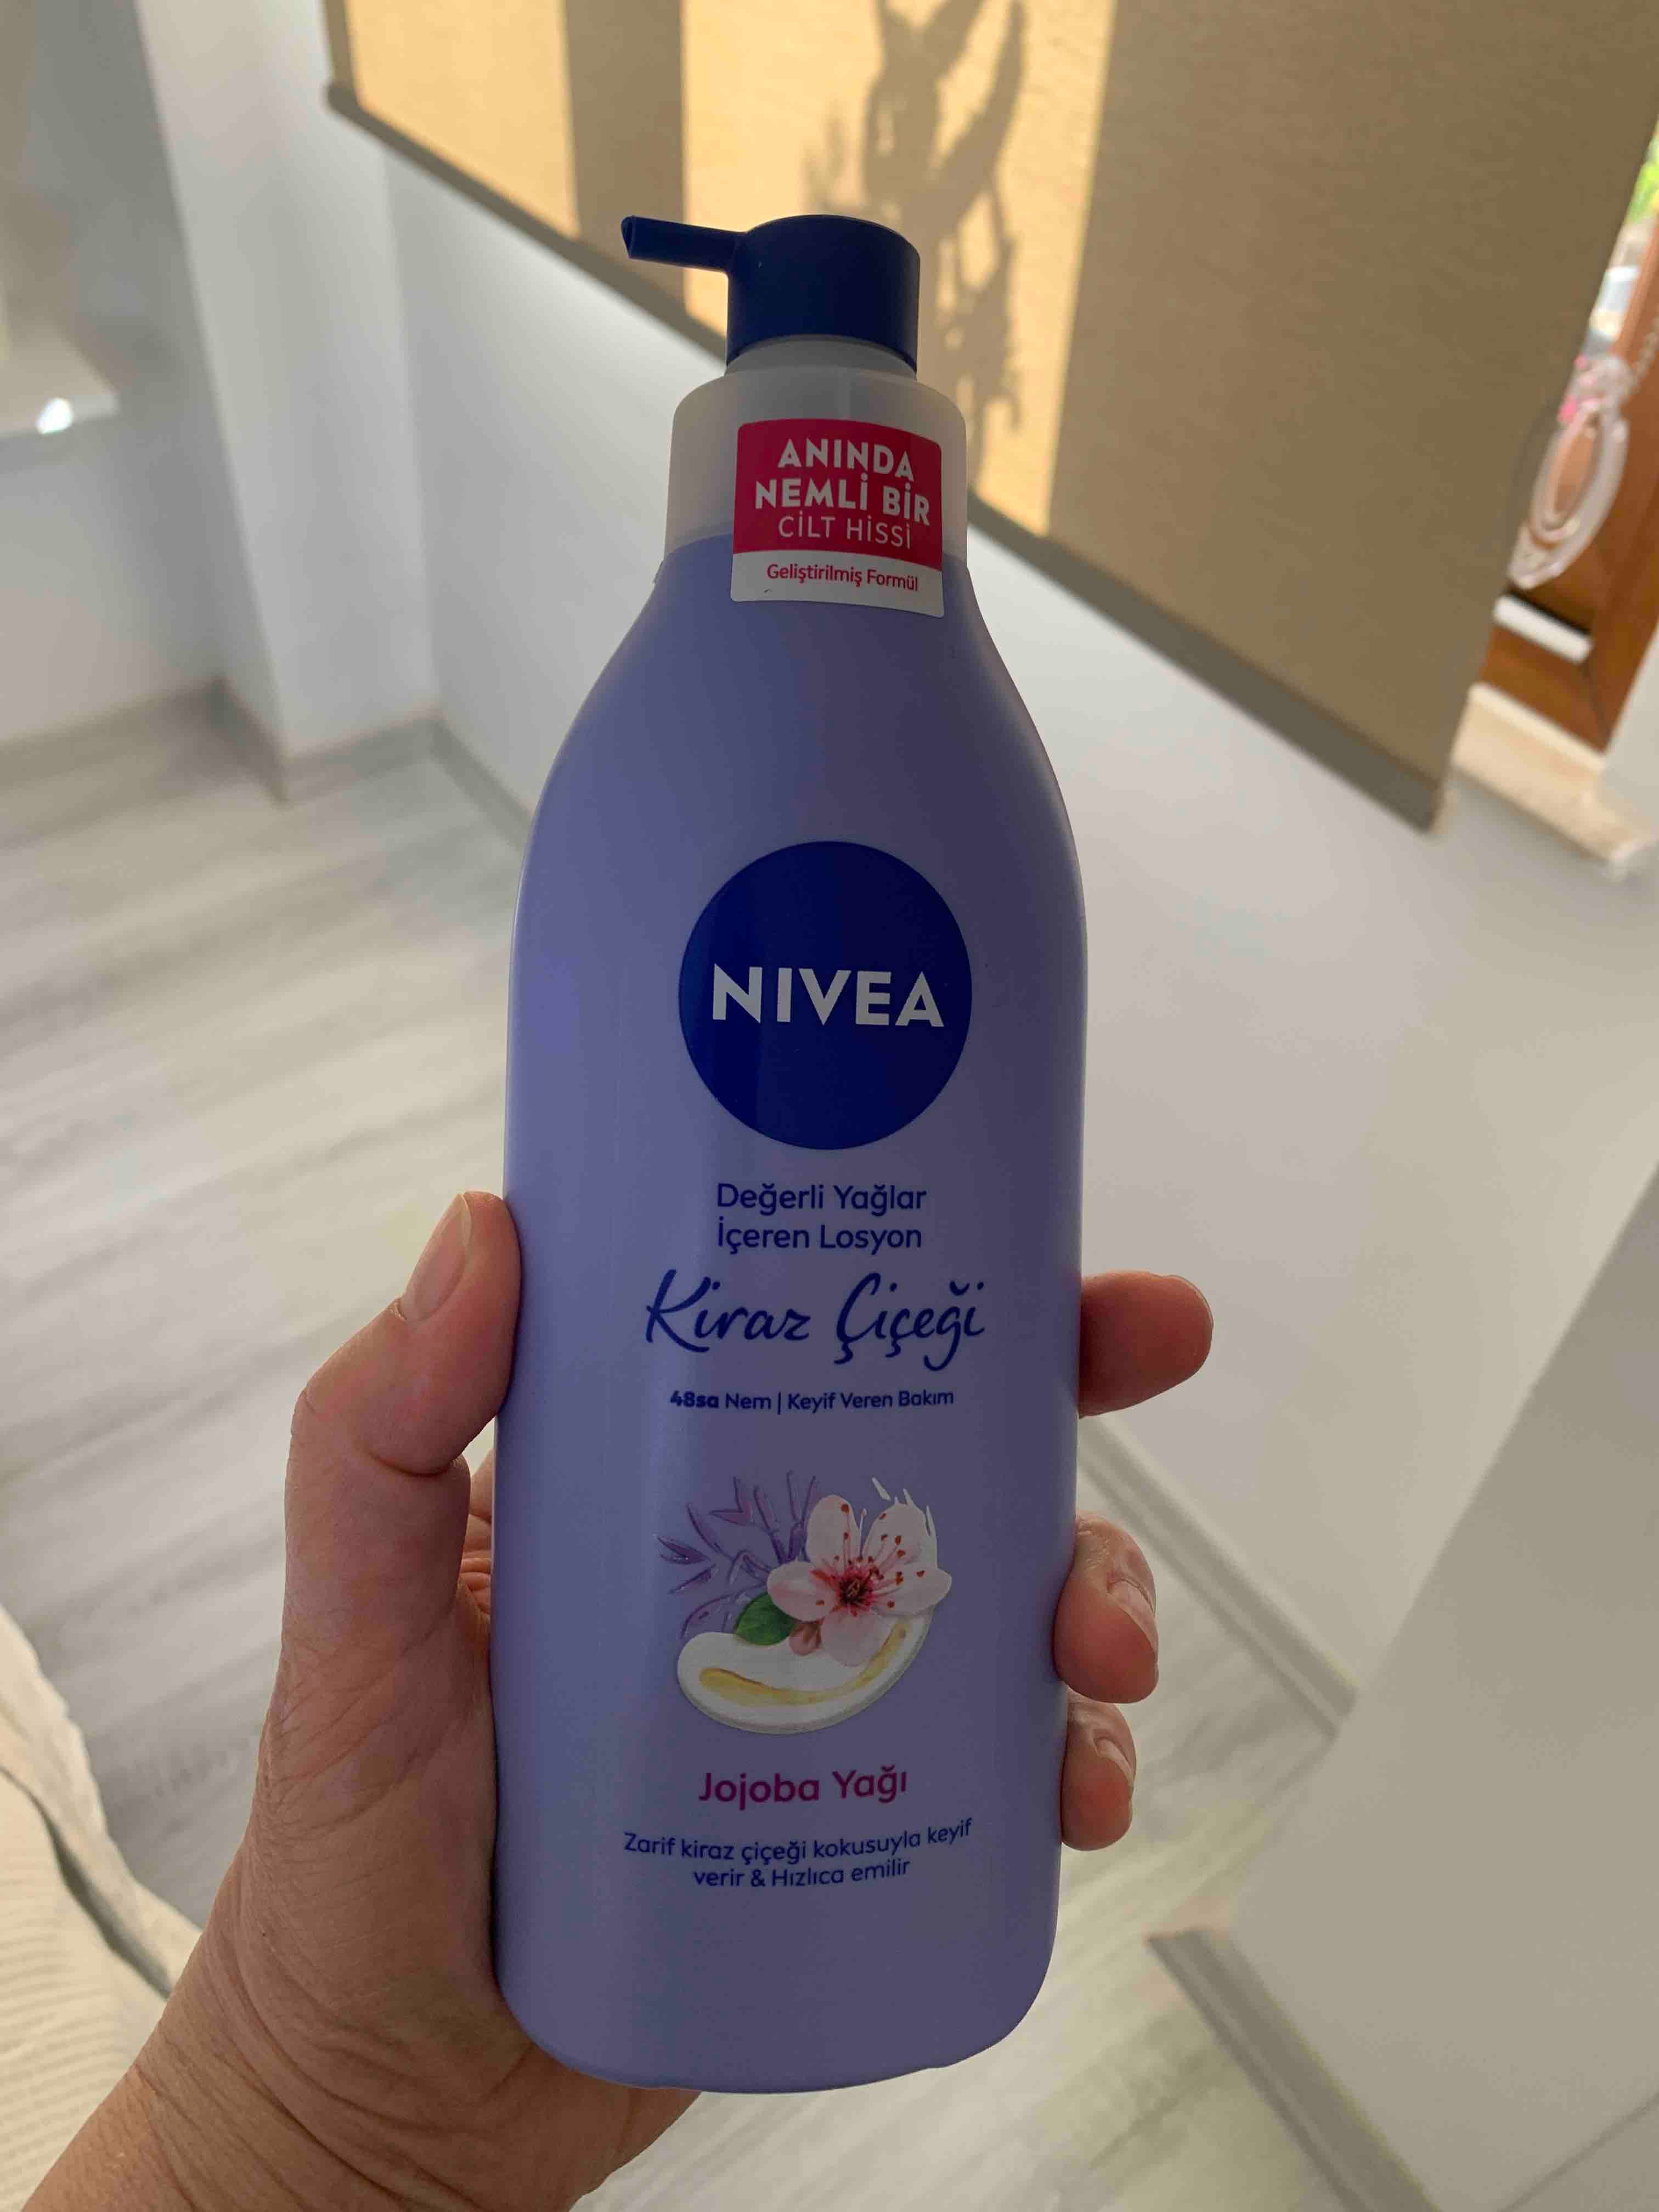 ANINDA
NEMLİ BİR
CİLT HİSSİ
Geliştirilmiş Formül
NIVEA
Değerli Yağlar
İçeren Losyon
Kiraz Çiçeği
48sa Nem | Keyif Veren Bakım
Jojoba Yağı
Zarif kiraz çiçeği kokusuyla keyif
verir & Hızlıca emilir